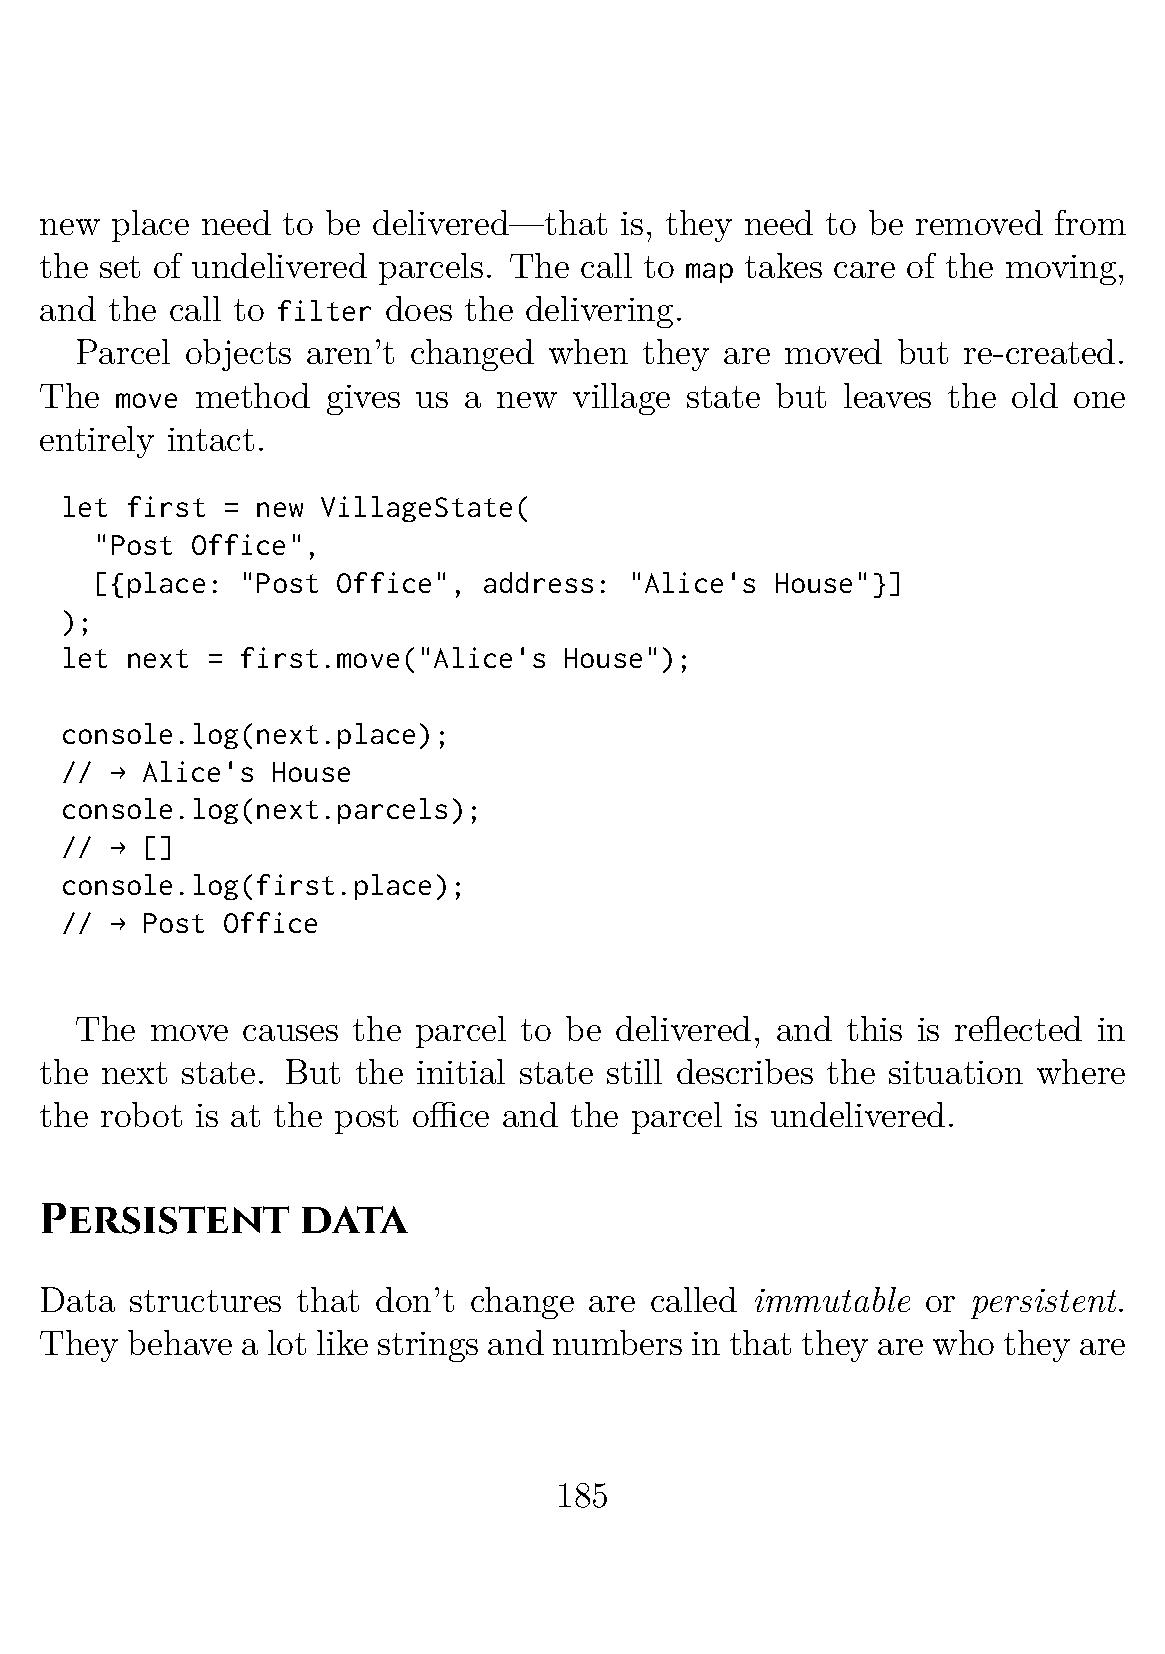 new place need to be delivered—that is, they need to be removed from
the set of undelivered parcels. The call to map takes care of the moving,
and the call to filter does the delivering.
Parcel objects aren't changed when they are moved but re-created.
The move method gives us a new village state but leaves the old one
entirely intact.
let first = new VillageState(
  "Post Office",
  [{place: "Post Office", address: "Alice's House"}]
);
let next = first.move("Alice's House");
console.log(next.place);
// → Alice's House
console.log(next.parcels);
// → []
console.log(first.place);
// → Post Office
The move causes the parcel to be delivered, and this is reflected in
the next state. But the initial state still describes the situation where
the robot is at the post office and the parcel is undelivered.
Persistent data
Data structures that don't change are called immutable or persistent.
They behave a lot like strings and numbers in that they are who they are
185